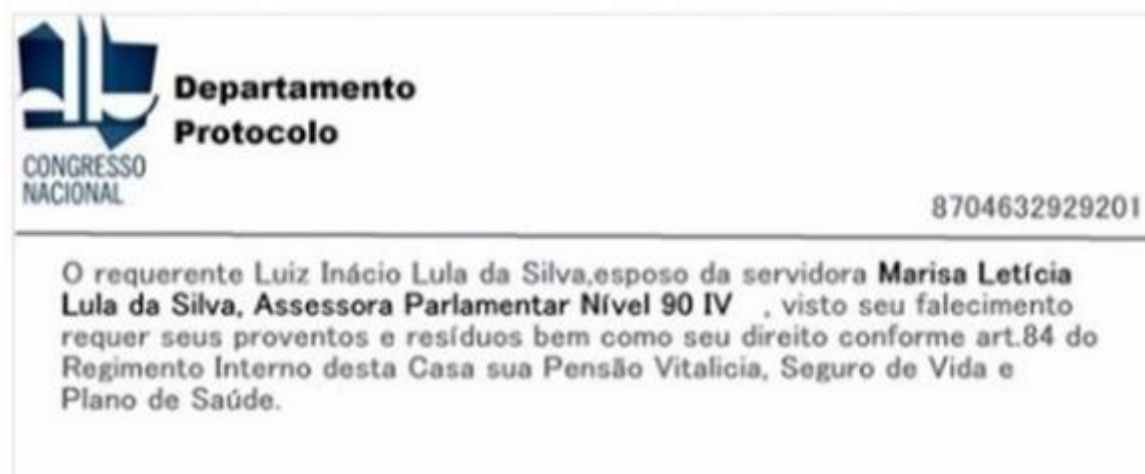 Departamento
Protocolo
CONGRESSO
NACIONAL
8704632929201
O requerente Luiz Inácio Lula da Silva,esposo da servidora Marisa Letícia
Lula da Silva, Assessora Parlamentar Nível 90 IV , visto seu falecimento
requer seus proventos e resíduos bem como seu direito conforme art.84 do
Regimento Interno desta Casa sua Pensão Vitalicia, Seguro de Vida e
Plano de Saúde.